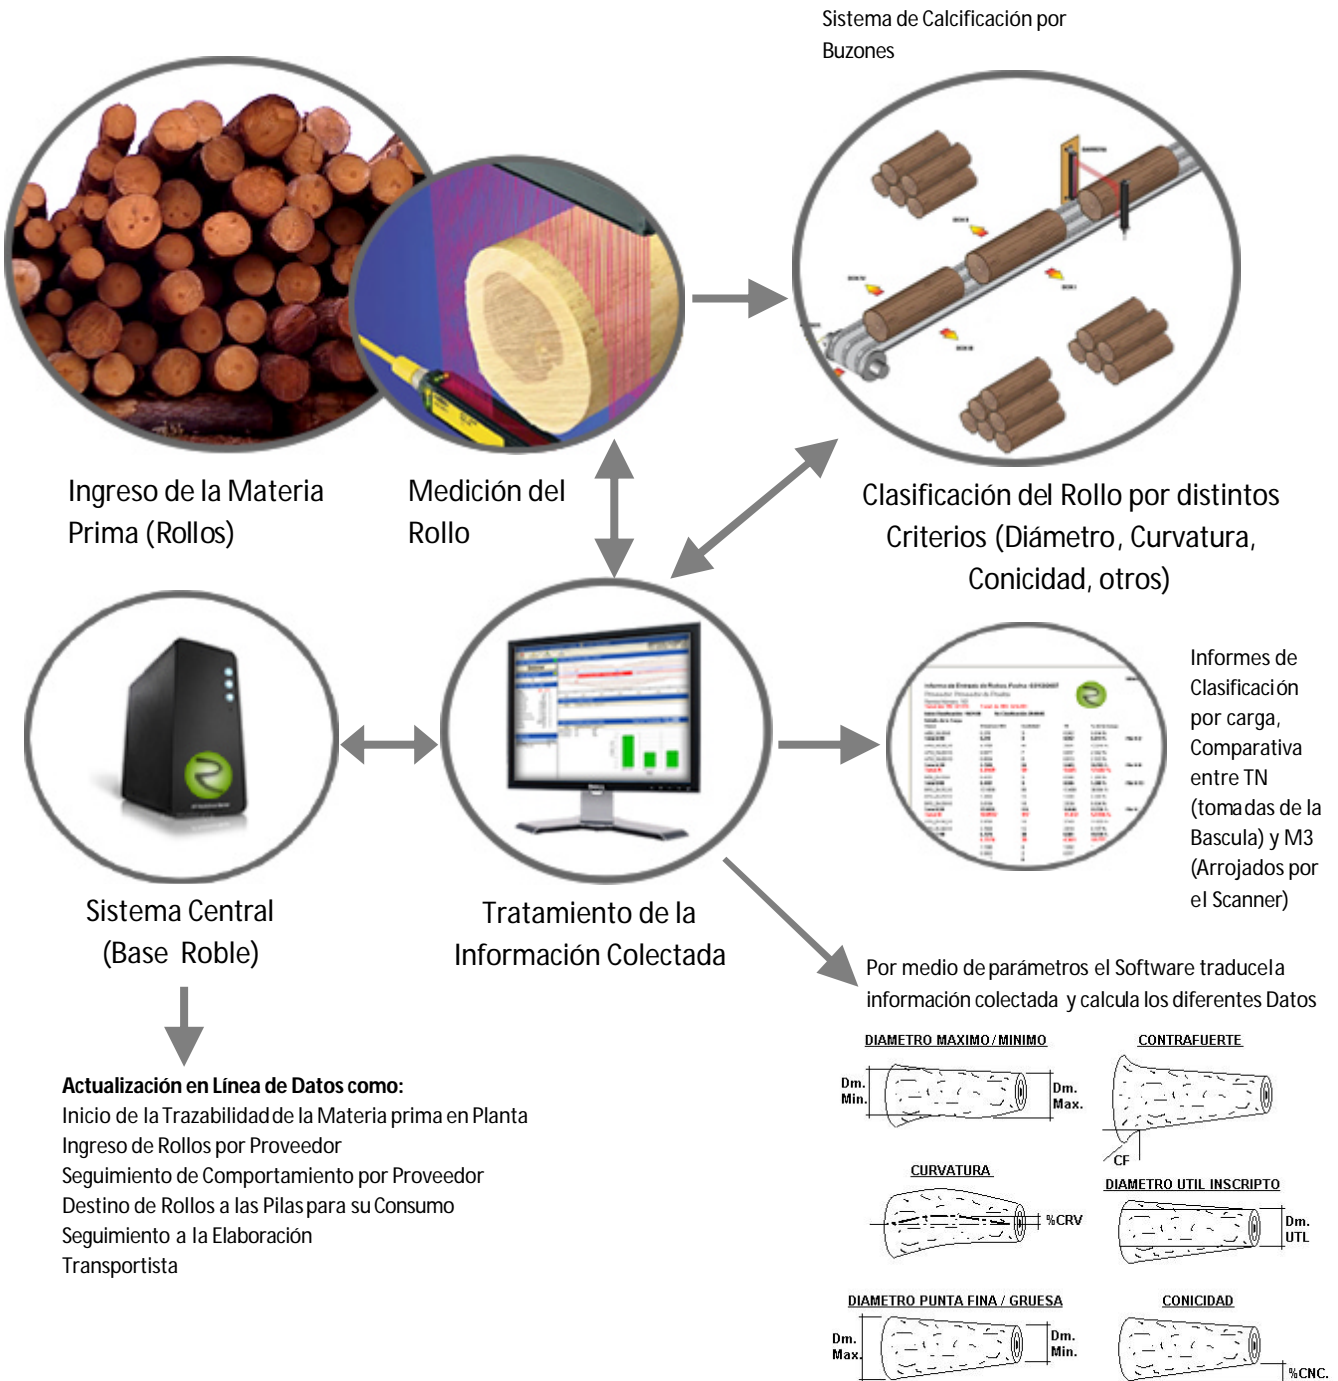 Sistema de Calcificación por
Buzones
Ingreso de la Materia
Prima (Rollos)
Medición del
Rollo
Clasificación del Rollo por distintos
Criterios (Diámetro, Curvatura,
Conicidad, otros)
Informes de
Clasificación
por carga,
Comparativa
entre TN
(tomadas de la
Bascula) y M3
(Arrojados por
el Scanner)
Sistema Central
(Base Roble)
Tratamiento de la
Información Colectada
Por medio de parámetros el Software traducela
información colectada y calcula los diferentes Datos
Actualización en Línea de Datos como:
Inicio de la Trazabilidad de la Materia prima en Planta
Ingreso de Rollos por Proveedor
Seguimiento de Comportamiento por Proveedor
Destino de Rollos a las Pilas para su Consumo
Seguimiento a la Elaboración
Transportista
DIAMETRO MAXIMO / MINIMO
Dm.
Min.
Dm.
Max.
CONTRAFUERTE
CF
CURVATURA
%CRV
DIAMETRO UTIL INSCRIPTO
Dm.
UTL
DIAMETRO PUNTA FINA / GRUESA
Dm.
Max.
Dm.
Min.
CONICIDAD
%CNC.